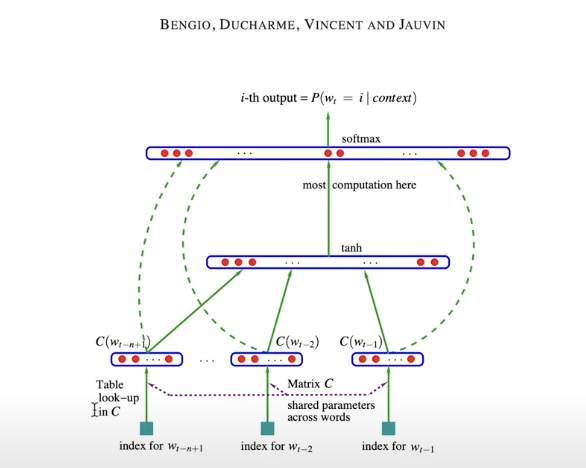 BENGIO, DUCHARME, VINCENT AND JAUVIN
i-th output = P(w_t = i | context)
softmax
. . .
. . .
most computation here
tanh
. . .
. . .
C(w_{t−n+1})
C(w_{t−2})
C(w_{t−1})
. . .
. . .
. . .
. . .
Table
look−up
in C
Matrix C
shared parameters
across words
index for w_{t−n+1}
index for w_{t−2}
index for w_{t−1}